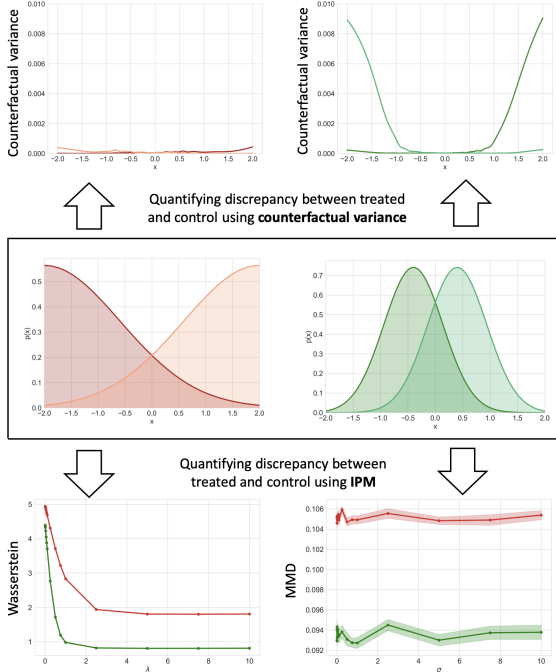 Counterfactual variance
0.010
0.008
0.006
0.004
0.002
0.000
−2.0 −1.5 −1.0 −0.5 0.0 0.5 1.0 1.5 2.0
x
Counterfactual variance
0.010
0.008
0.006
0.004
0.002
0.000
−2.0 −1.5 −1.0 −0.5 0.0 0.5 1.0 1.5 2.0
x
Quantifying discrepancy between treated
and control using counterfactual variance
p(x)
0.5
0.4
0.3
0.2
0.1
0.0
−2.0 −1.5 −1.0 −0.5 0.0 0.5 1.0 1.5 2.0
x
p(x)
0.7
0.6
0.5
0.4
0.3
0.2
0.1
0.0
−2.0 −1.5 −1.0 −0.5 0.0 0.5 1.0 1.5 2.0
x
Quantifying discrepancy between
treated and control using IPM
Wasserstein
5
4
3
2
1
0 2 4 6 8 10
λ
MMD
0.106
0.104
0.102
0.100
0.098
0.096
0.094
0.092
0 2 4 6 8 10
σ